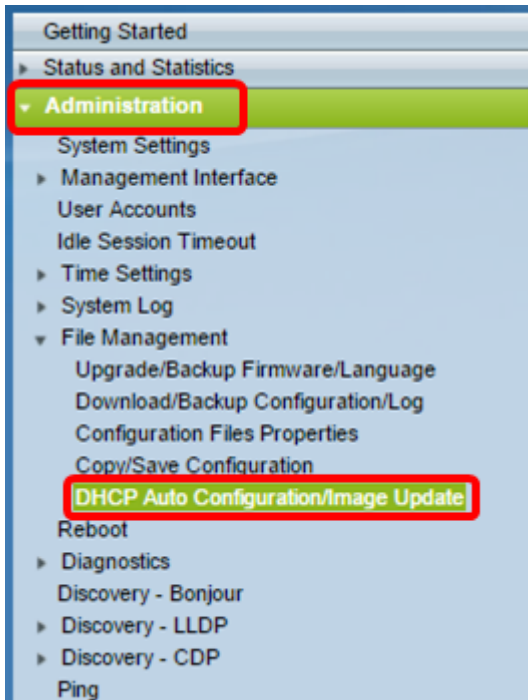 Getting Started
Status and Statistics
Administration
System Settings
Management Interface
User Accounts
Idle Session Timeout
Time Settings
System Log
File Management
Upgrade/Backup Firmware/Language
Download/Backup Configuration/Log
Configuration Files Properties
Copy/Save Configuration
DHCP Auto Configuration/Image Update
Reboot
Diagnostics
Discovery - Bonjour
Discovery - LLDP
Discovery - CDP
Ping